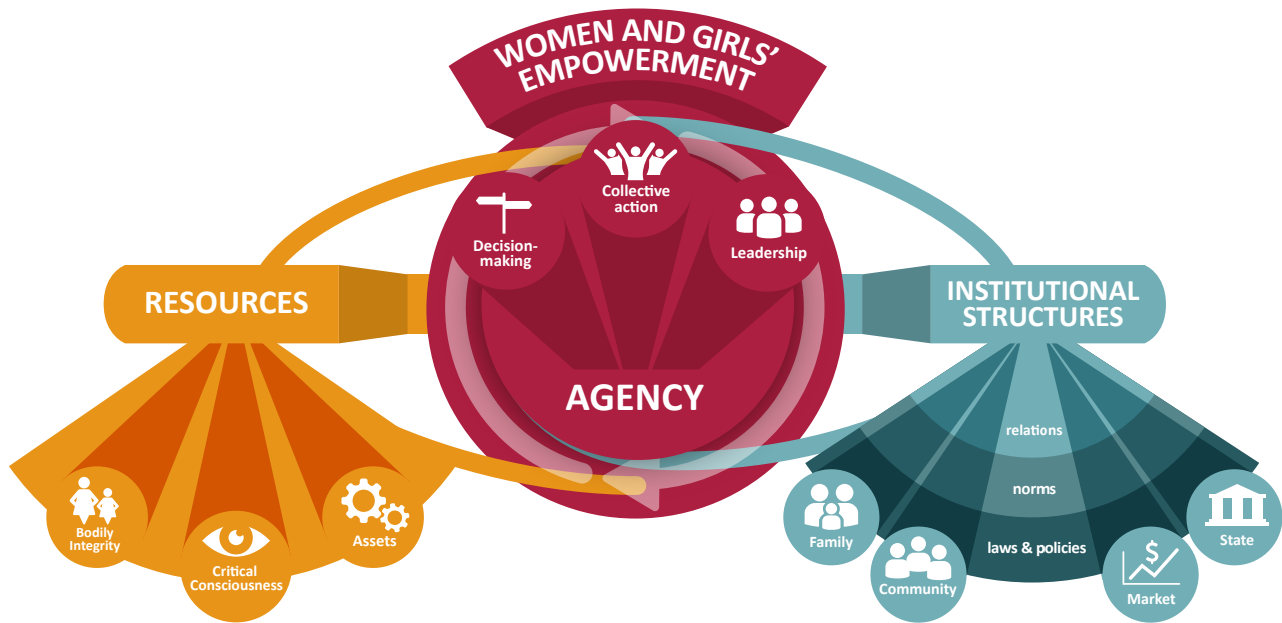 WOMEN AND GIRLS'
EMPOWERMENT
Collective
action
Decision-
making
Leadership
RESOURCES
INSTITUTIONAL
STRUCTURES
AGENCY
relations
norms
laws & policies
Bodily
Integrity
Critical
Consciousness
Assets
Family
Community
$
Market
State